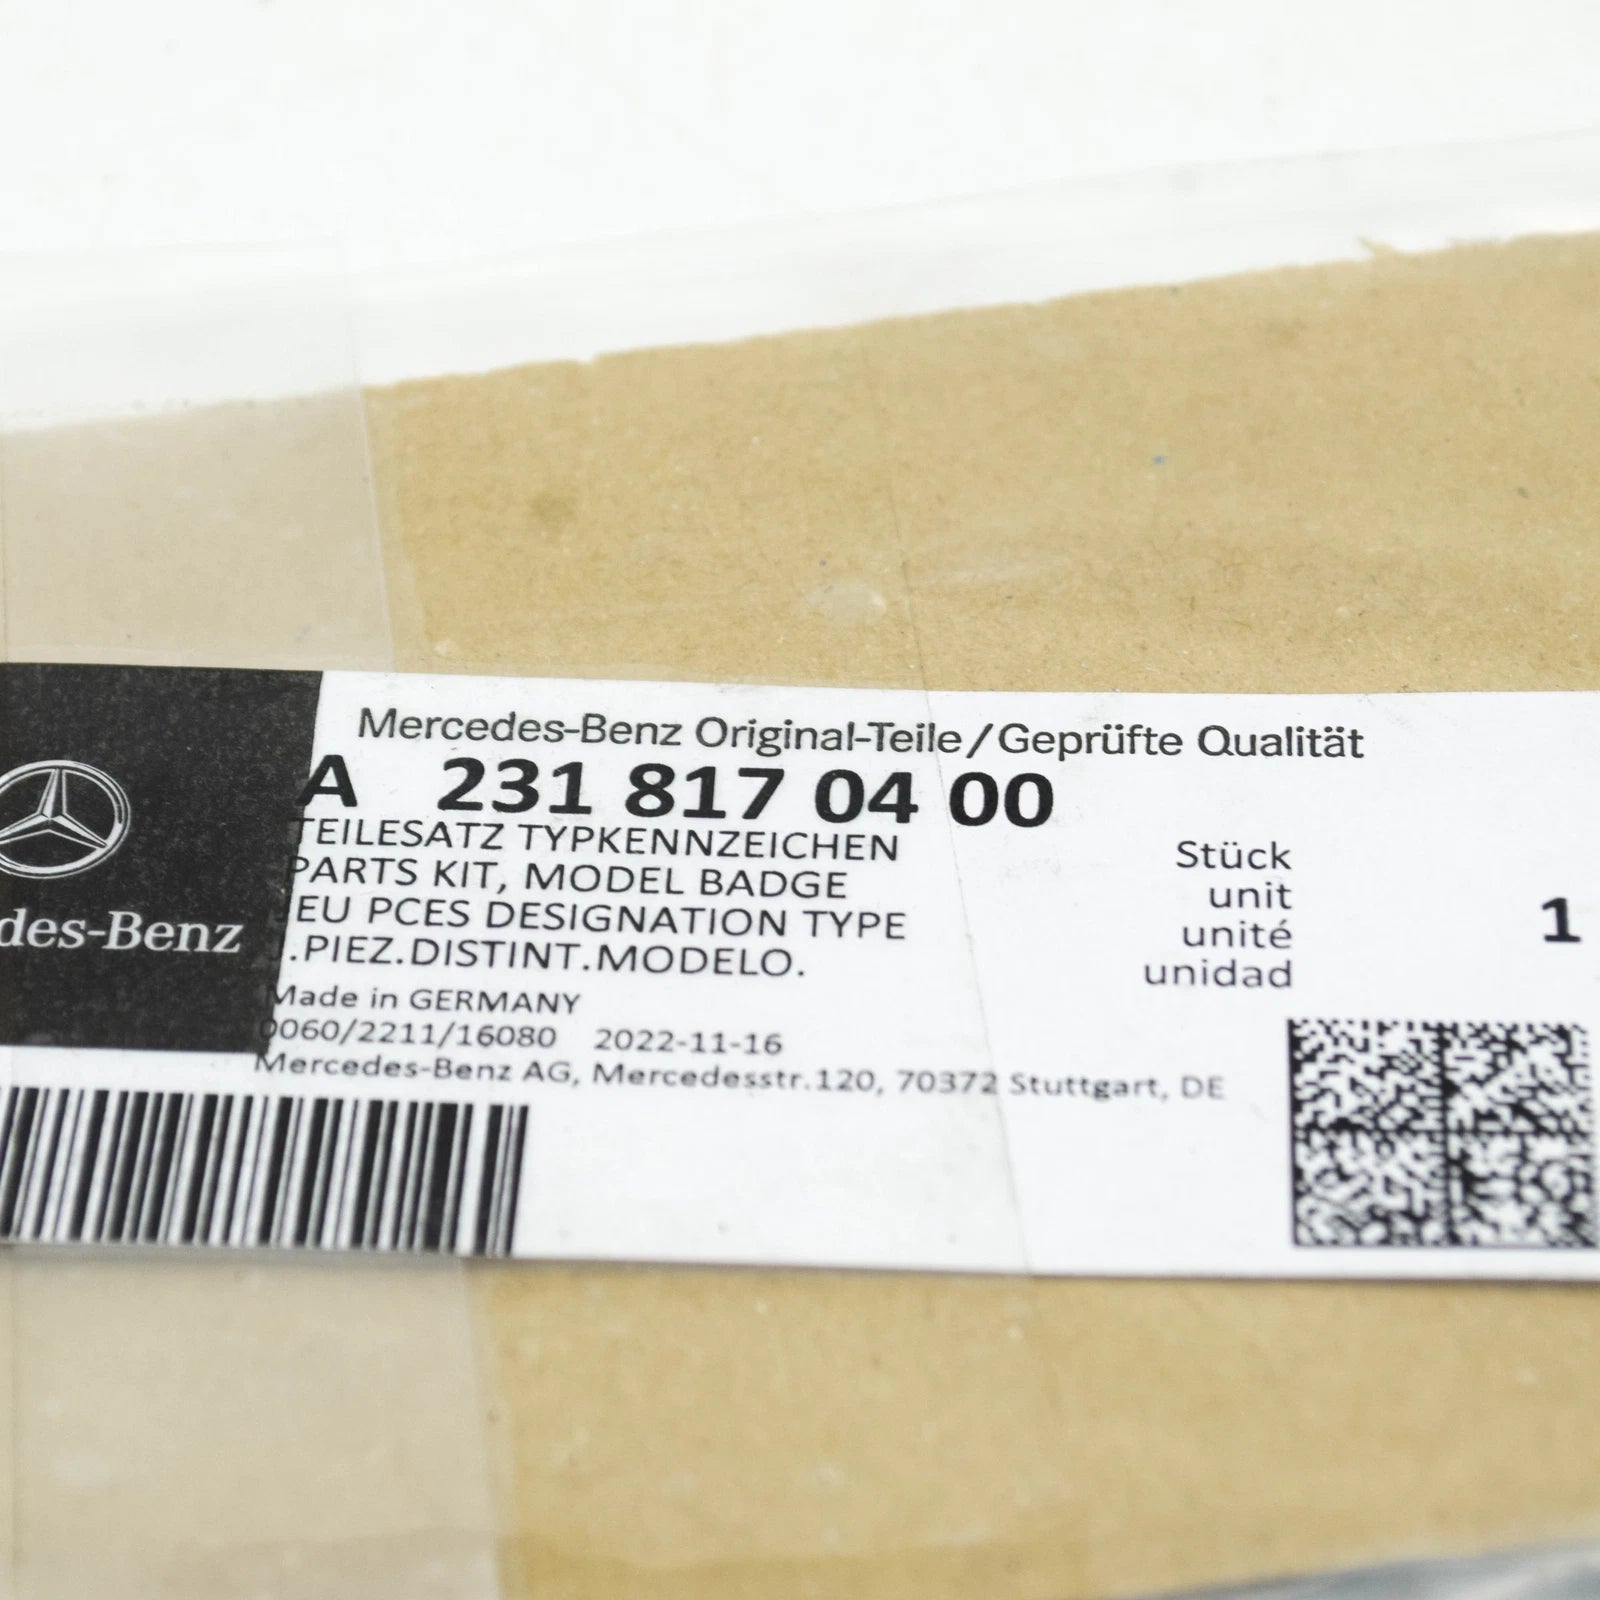 Mercedes-Benz Original-Teile/Geprüfte Qualität
A 231 817 04 00
TEILESATZ TYPKENNZEICHEN
PARTS KIT, MODEL BADGE
JEU PCES DESIGNATION TYPE
J.PIEZ.DISTINT.MODELO.
Stück
unit
unité
unidad
1
des-Benz
Made in GERMANY
0060/2211/16080 2022-11-16
Mercedes-Benz AG, Mercedesstr.120, 70372 Stuttgart, DE